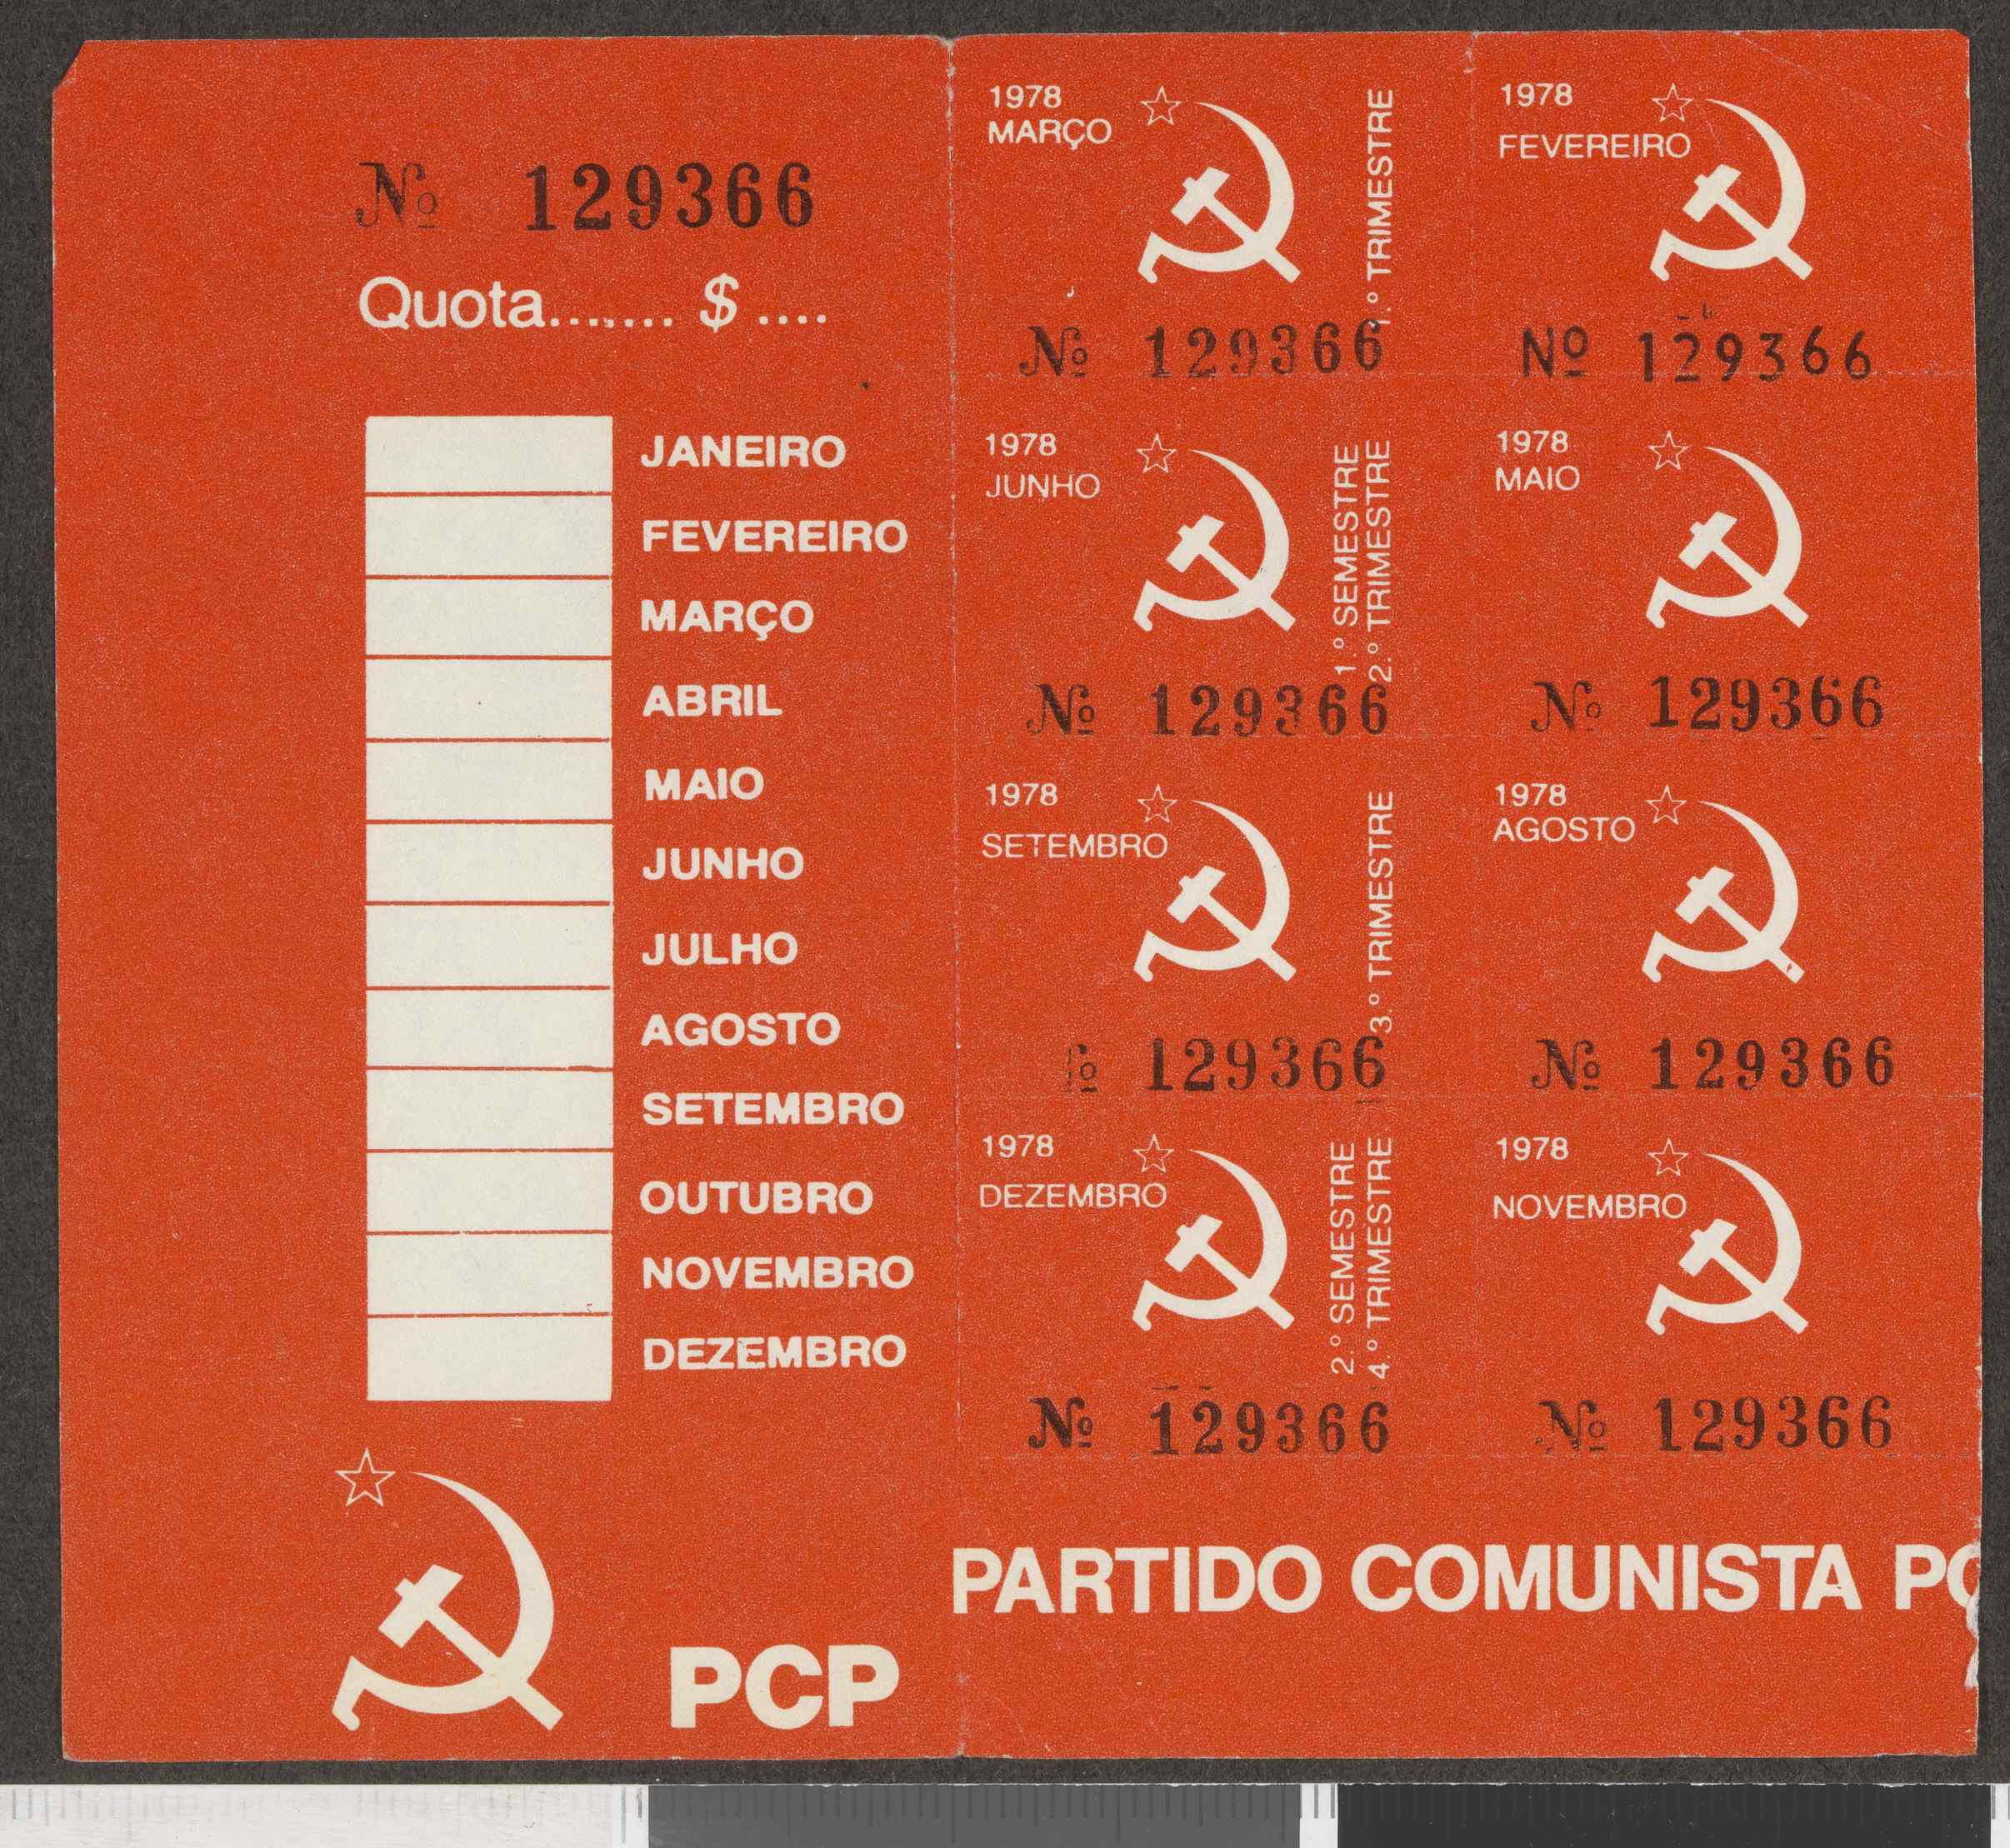 Nº 129366
Quota....... $ ....
JANEIRO
FEVEREIRO
MARÇO
ABRIL
MAIO
JUNHO
JULHO
AGOSTO
SETEMBRO
OUTUBRO
NOVEMBRO
DEZEMBRO
PCP
1978
MARÇO
1.º TRIMESTRE
Nº 129366
1978
FEVEREIRO
Nº 129366
1978
JUNHO
1.º SEMESTRE
2.º TRIMESTRE
Nº 129366
1978
MAIO
Nº 129366
1978
SETEMBRO
3.º TRIMESTRE
Nº 129366
1978
AGOSTO
Nº 129366
1978
DEZEMBRO
2.º SEMESTRE
4.º TRIMESTRE
Nº 129366
1978
NOVEMBRO
Nº 129366
PARTIDO COMUNISTA PO